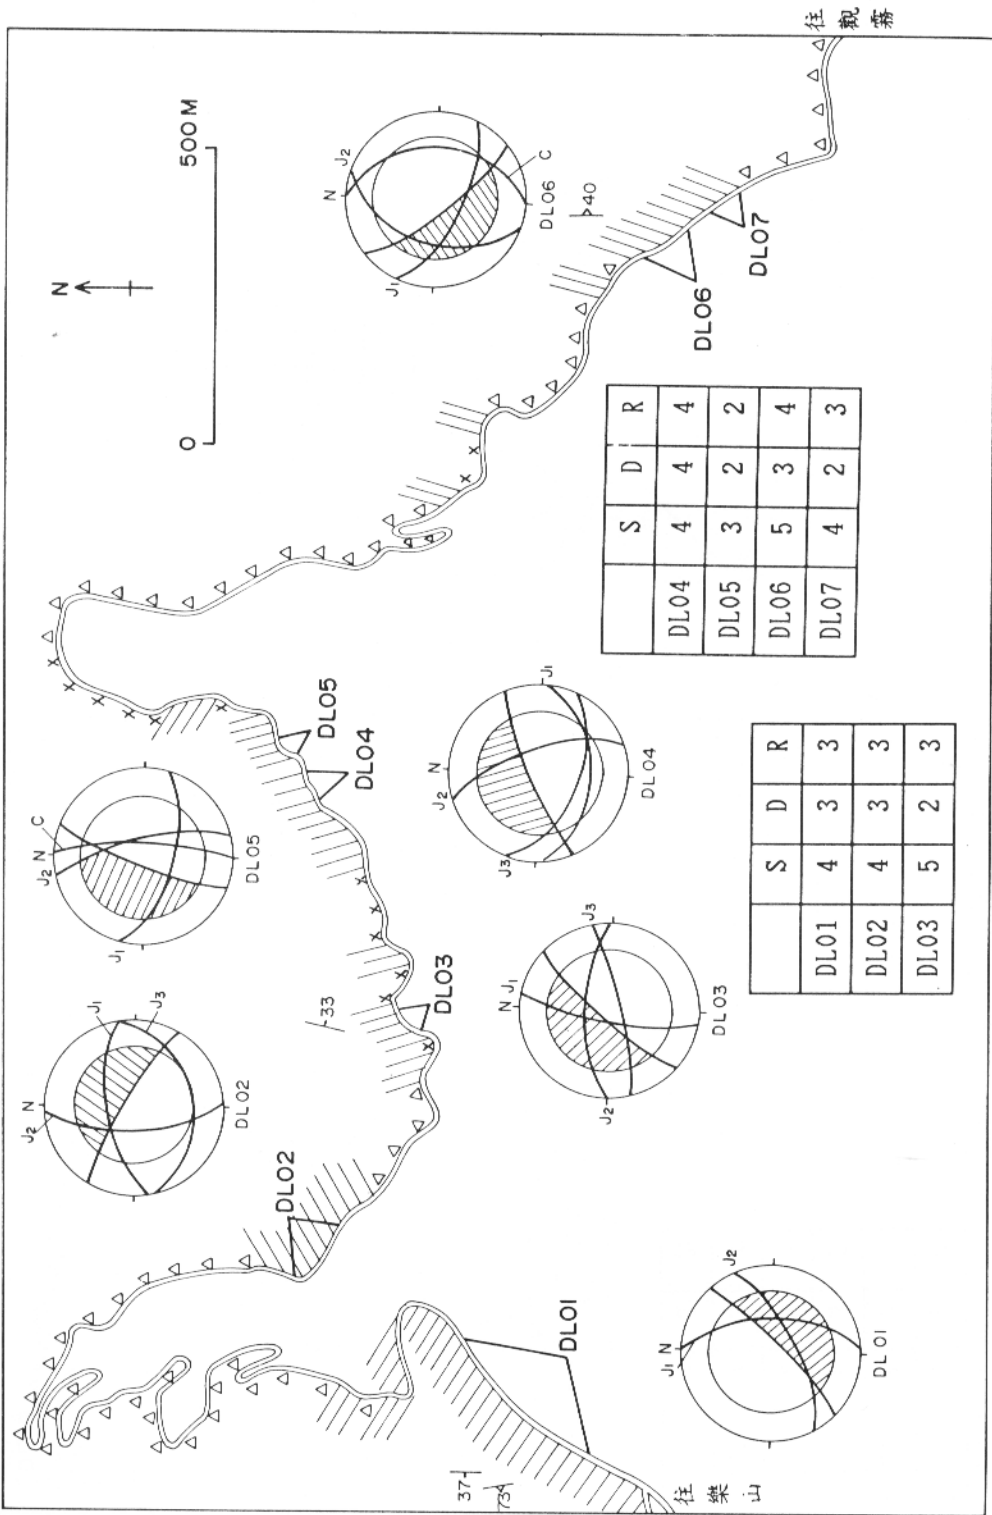 往觀霧
N
0 500 M
J2 N
J1
C
DL06
40
DL06
DL07
J2 N C
J1
DL05
DL05
DL04
N
J2
J1
J3
DL04
J2 N
J1
J3
DL02
DL02
33
DL03
N J1
J3
J2
DL03
DL01
37
73
J1 N
J2
DL01
往樂山
S D R
DL01 4 3 3
DL02 4 3 3
DL03 5 2 3
S D R
DL04 4 4 4
DL05 3 2 2
DL06 5 3 4
DL07 4 2 3